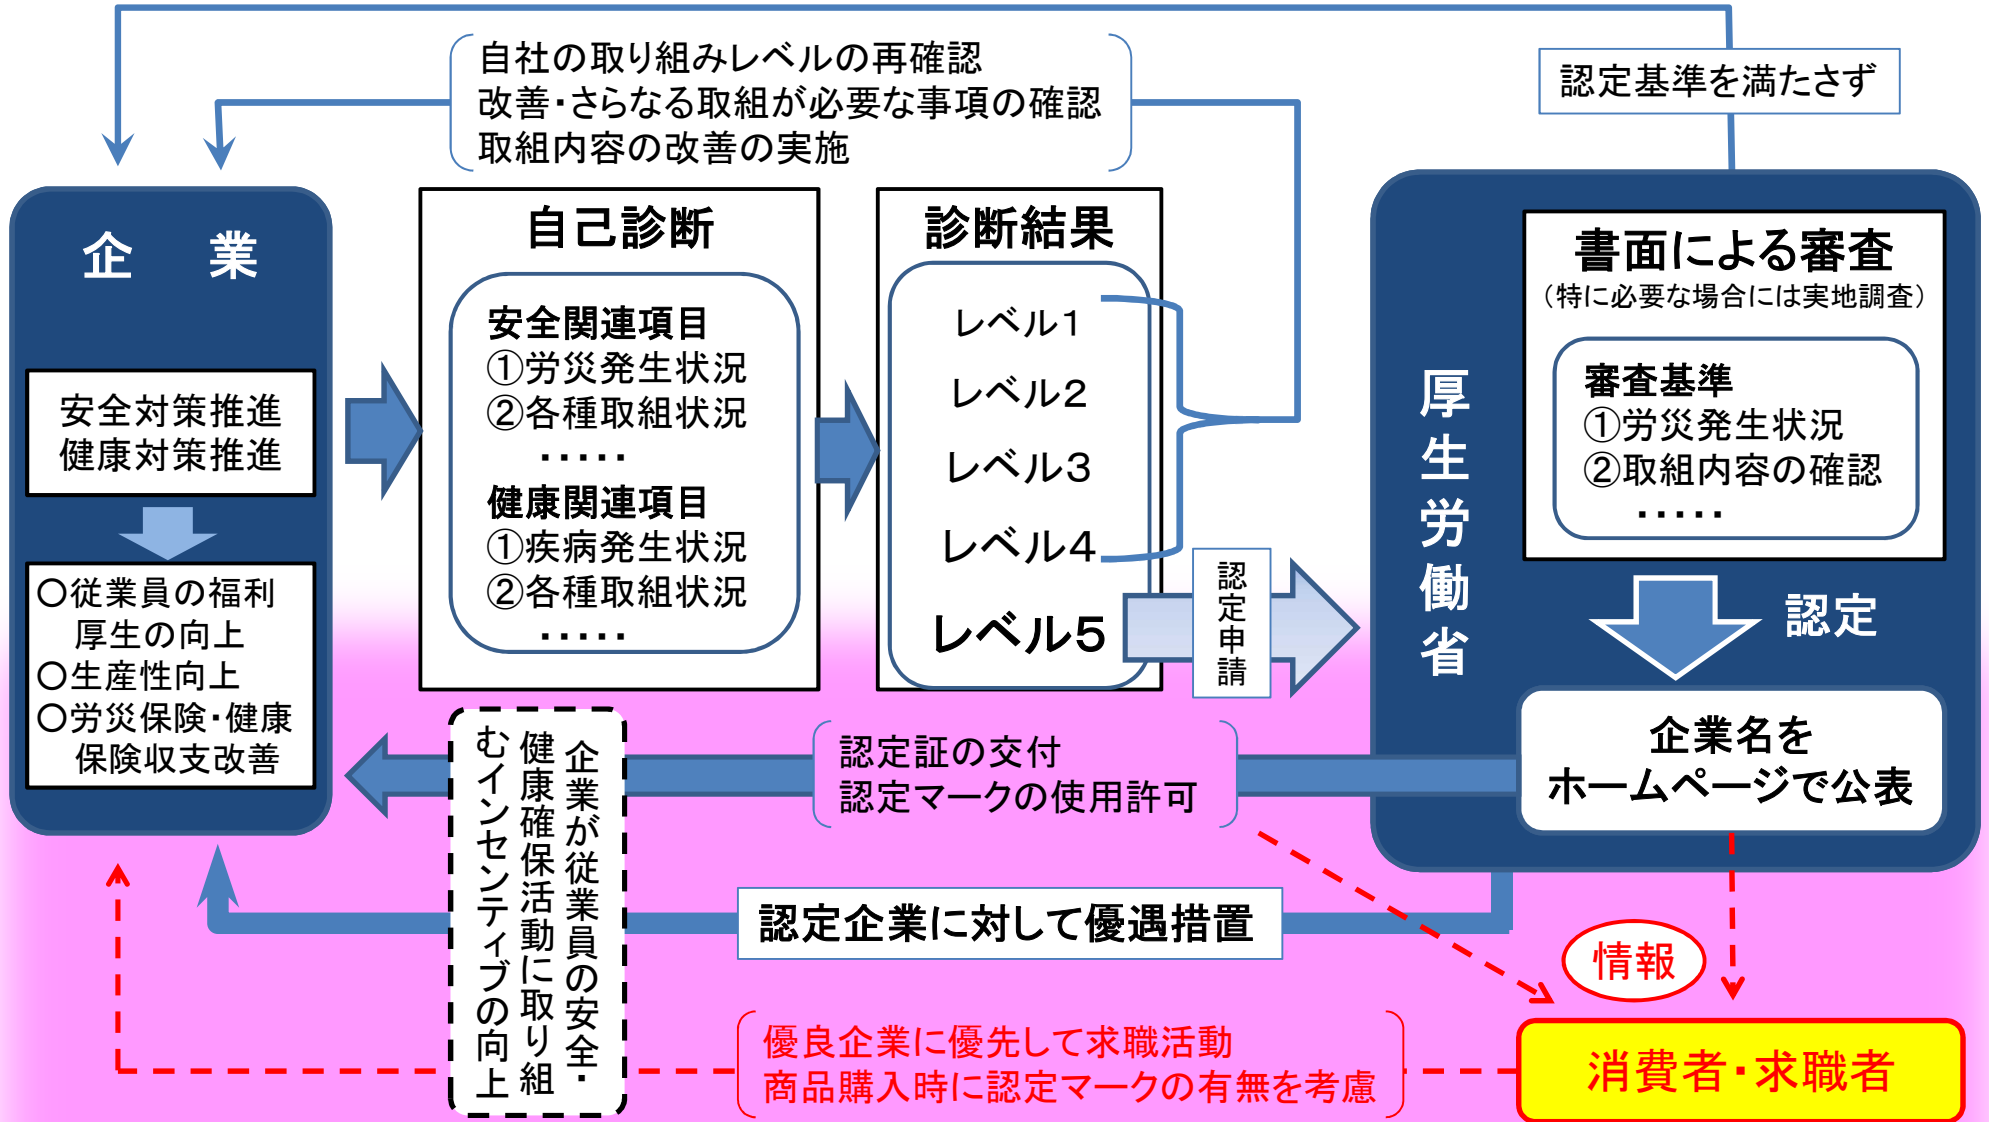 自社の取り組みレベルの再確認
改善・さらなる取組が必要な事項の確認
取組内容の改善の実施
認定基準を満たさず
企　業
安全対策推進
健康対策推進
○従業員の福利
厚生の向上
○生産性向上
○労災保険・健康
保険収支改善
自己診断
安全関連項目
①労災発生状況
②各種取組状況
・・・・・
健康関連項目
①疾病発生状況
②各種取組状況
・・・・・
診断結果
レベル1
レベル2
レベル3
レベル4
レベル5
認定申請
厚生労働省
書面による審査
（特に必要な場合には実地調査）
審査基準
①労災発生状況
②取組内容の確認
・・・・・
認定
企業名を
ホームページで公表
認定証の交付
認定マークの使用許可
企業が従業員の安全・
健康確保活動に取り組
むインセンティブの向上
認定企業に対して優遇措置
情報
優良企業に優先して求職活動
商品購入時に認定マークの有無を考慮
消費者・求職者